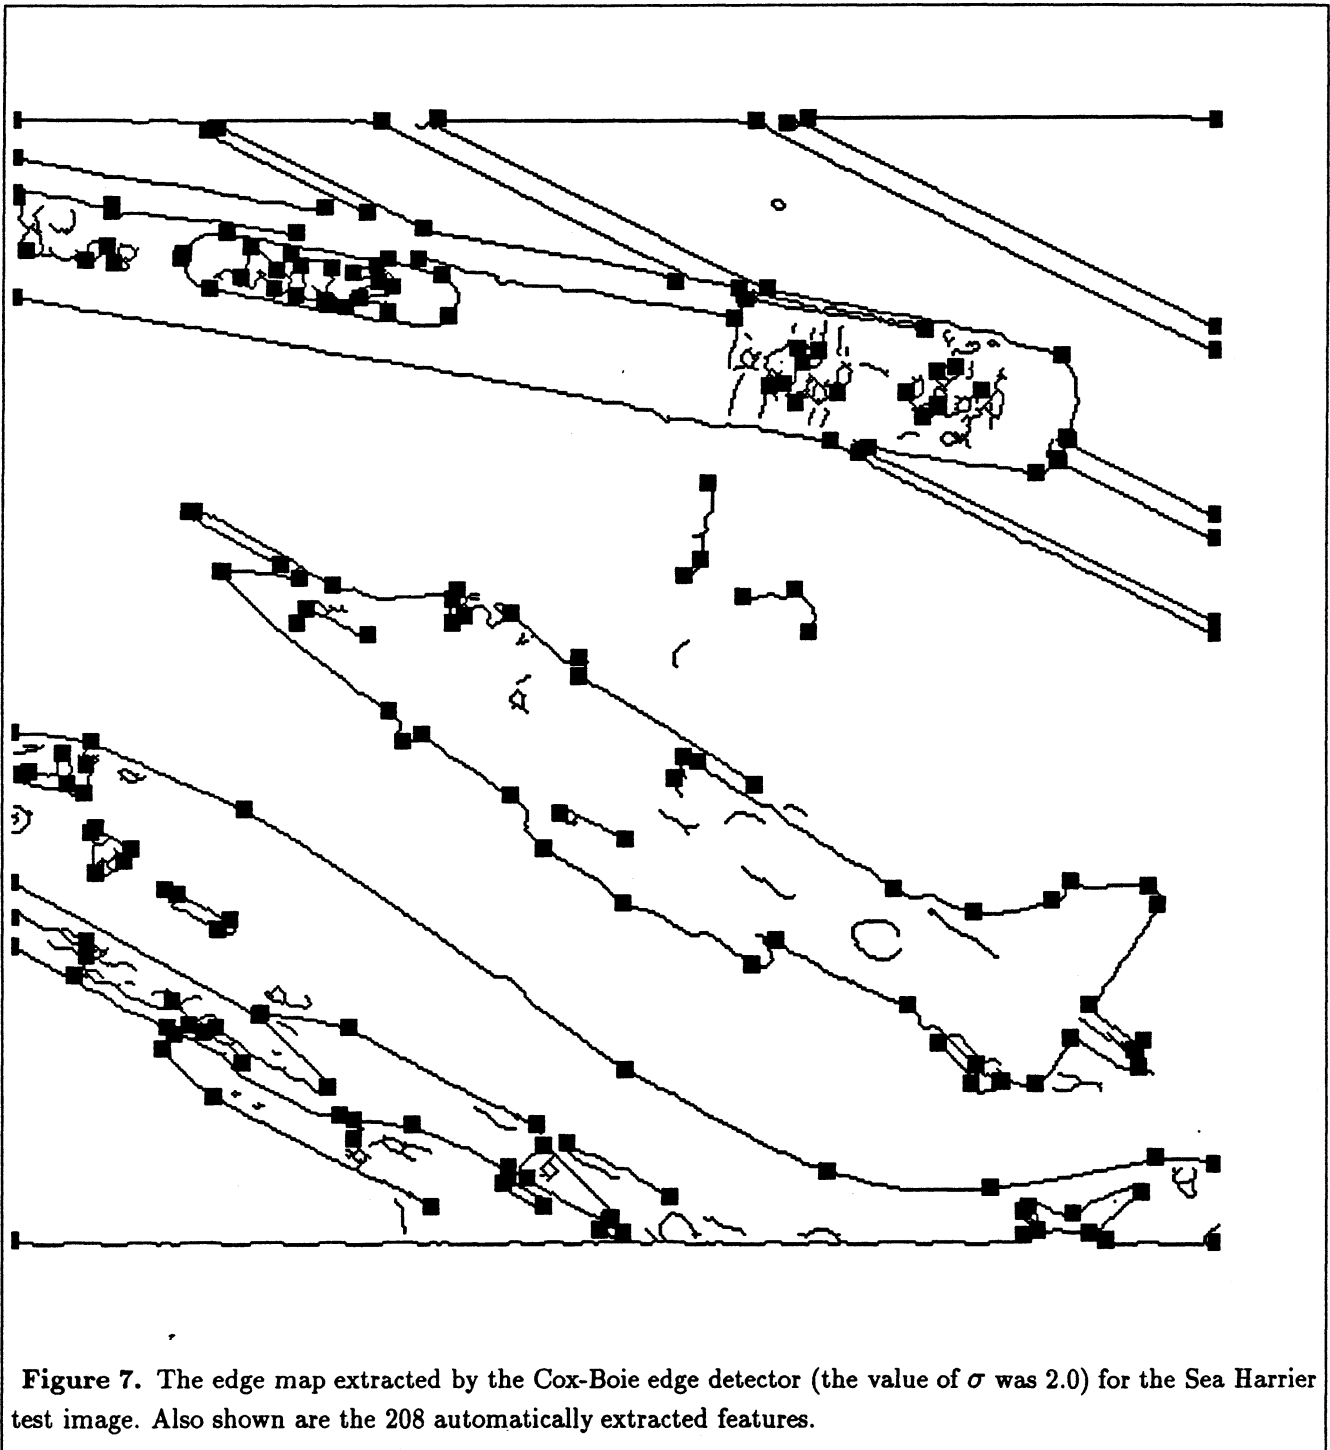 Figure 7. The edge map extracted by the Cox-Boie edge detector (the value of σ was 2.0) for the Sea Harrier
test image. Also shown are the 208 automatically extracted features.